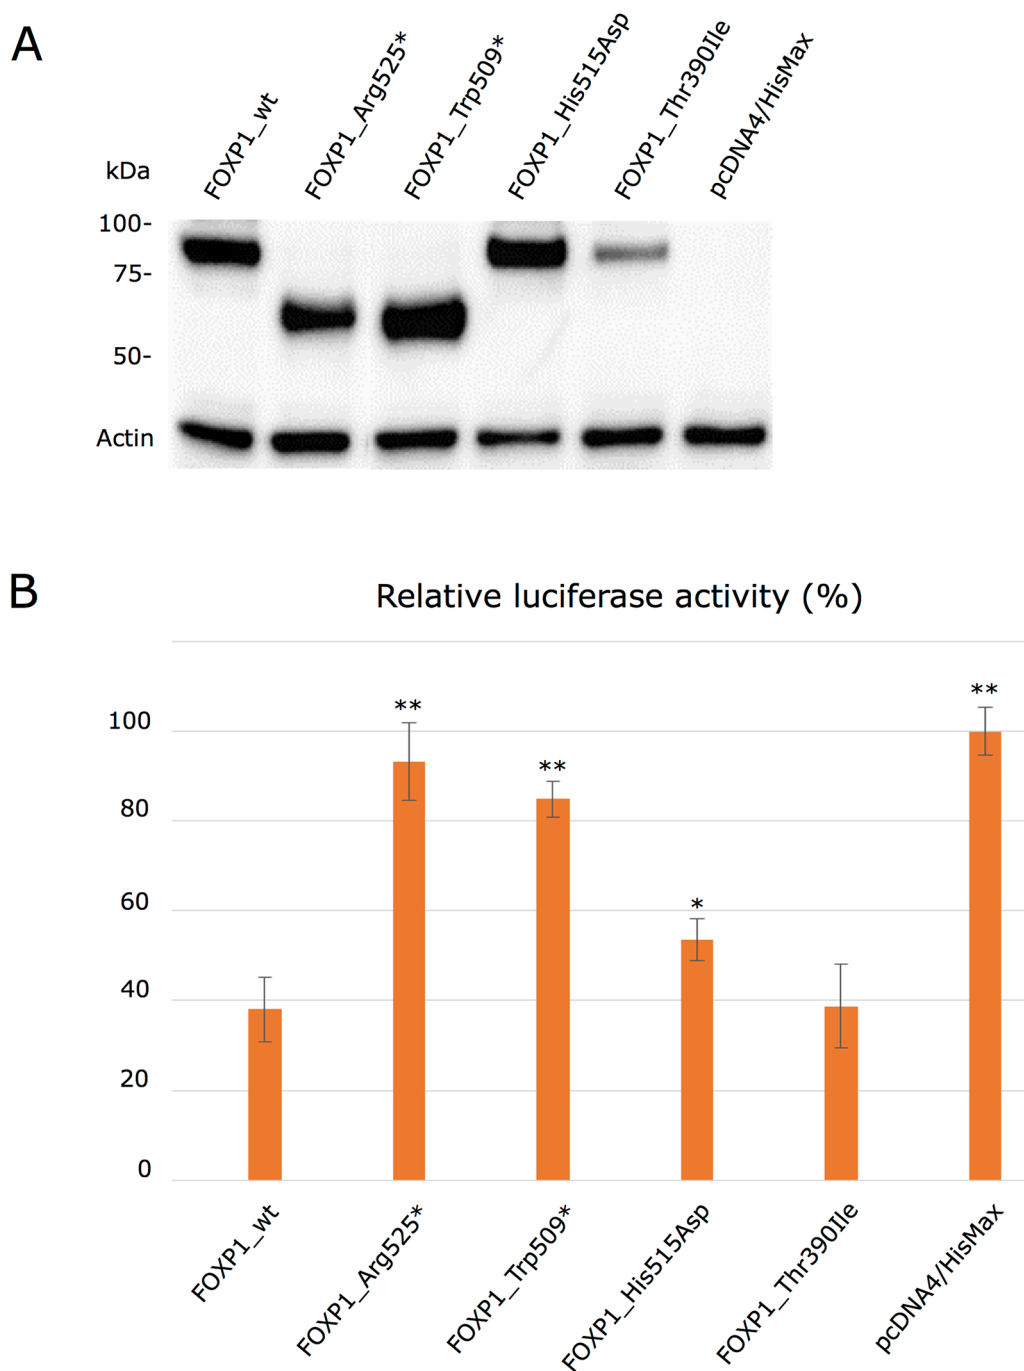 A
FOXP1_wt
FOXP1_Arg525*
FOXP1_Trp509*
FOXP1_His515Asp
FOXP1_Thr390Ile
pcDNA4/HisMax
kDa
100-
75-
50-
Actin
B
Relative luciferase activity (%)
100
80
60
40
20
0
**
**
*
**
FOXP1_wt
FOXP1_Arg525*
FOXP1_Trp509*
FOXP1_His515Asp
FOXP1_Thr390Ile
pcDNA4/HisMax